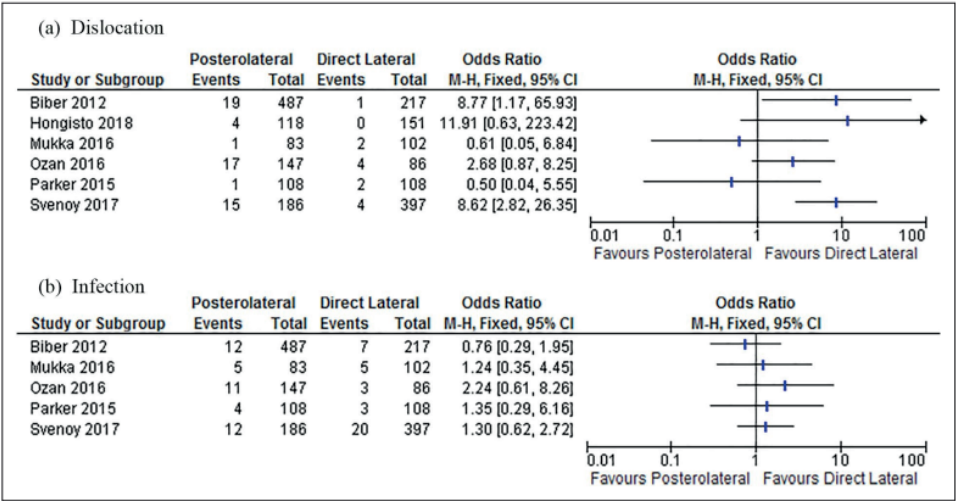 (a) Dislocation
Posterolateral Direct Lateral Odds Ratio Odds Ratio
Study or Subgroup Events Total Events Total M-H, Fixed, 95% CI M-H, Fixed, 95% CI
Biber 2012 19 487 1 217 8.77 [1.17, 65.93]
Hongisto 2018 4 118 0 151 11.91 [0.63, 223.42]
Mukka 2016 1 83 2 102 0.61 [0.05, 6.84]
Ozan 2016 17 147 4 86 2.68 [0.87, 8.25]
Parker 2015 1 108 2 108 0.50 [0.04, 5.55]
Svenoy 2017 15 186 4 397 8.62 [2.82, 26.35]
0.01 0.1 1 10 100
Favours Posterolateral Favours Direct Lateral
(b) Infection
Posterolateral Direct Lateral Odds Ratio Odds Ratio
Study or Subgroup Events Total Events Total M-H, Fixed, 95% CI M-H, Fixed, 95% CI
Biber 2012 12 487 7 217 0.76 [0.29, 1.95]
Mukka 2016 5 83 5 102 1.24 [0.35, 4.45]
Ozan 2016 11 147 3 86 2.24 [0.61, 8.26]
Parker 2015 4 108 3 108 1.35 [0.29, 6.16]
Svenoy 2017 12 186 20 397 1.30 [0.62, 2.72]
0.01 0.1 1 10 100
Favours Posterolateral Favours Direct Lateral